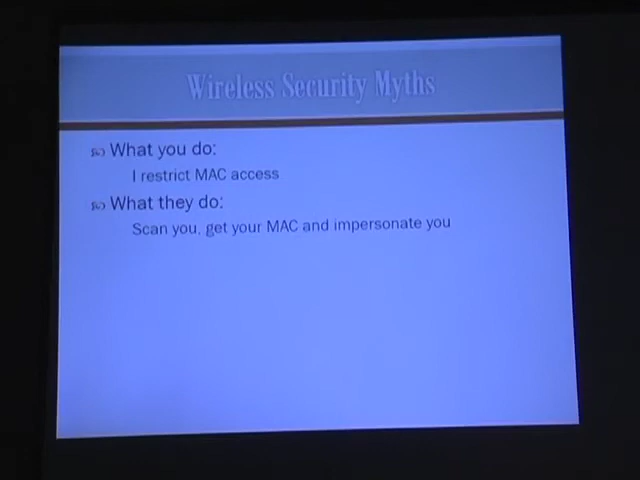 Wireless Security Myths
What you do:
I restrict MAC access
What they do:
Scan you, get your MAC and impersonate you